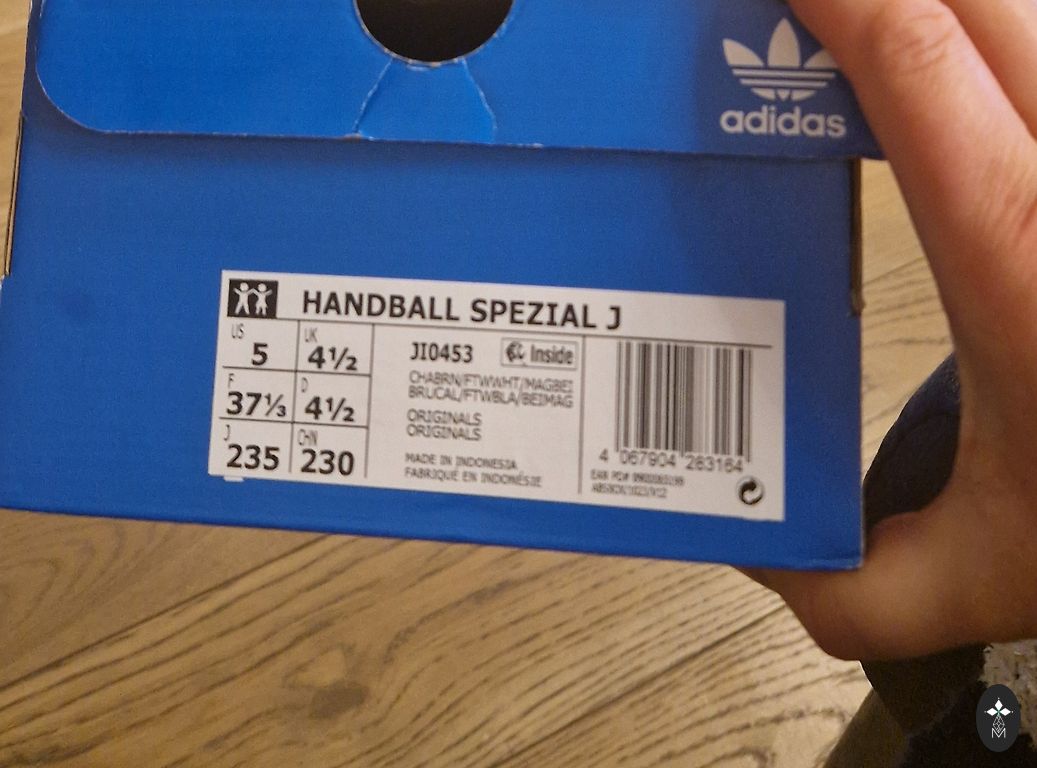 adidas
HANDBALL SPEZIAL J
US 5 UK 4½
F 37⅓ D 4½
J 235 CHN 230
JI0453 Inside
CHABRN/FTWWHT/MAGBEI
BRUCAL/FTWBLA/BEIMAG
ORIGINALS
ORIGINALS
MADE IN INDONESIA
FABRIQUÉ EN INDONÉSIE
4 067904 283164
M